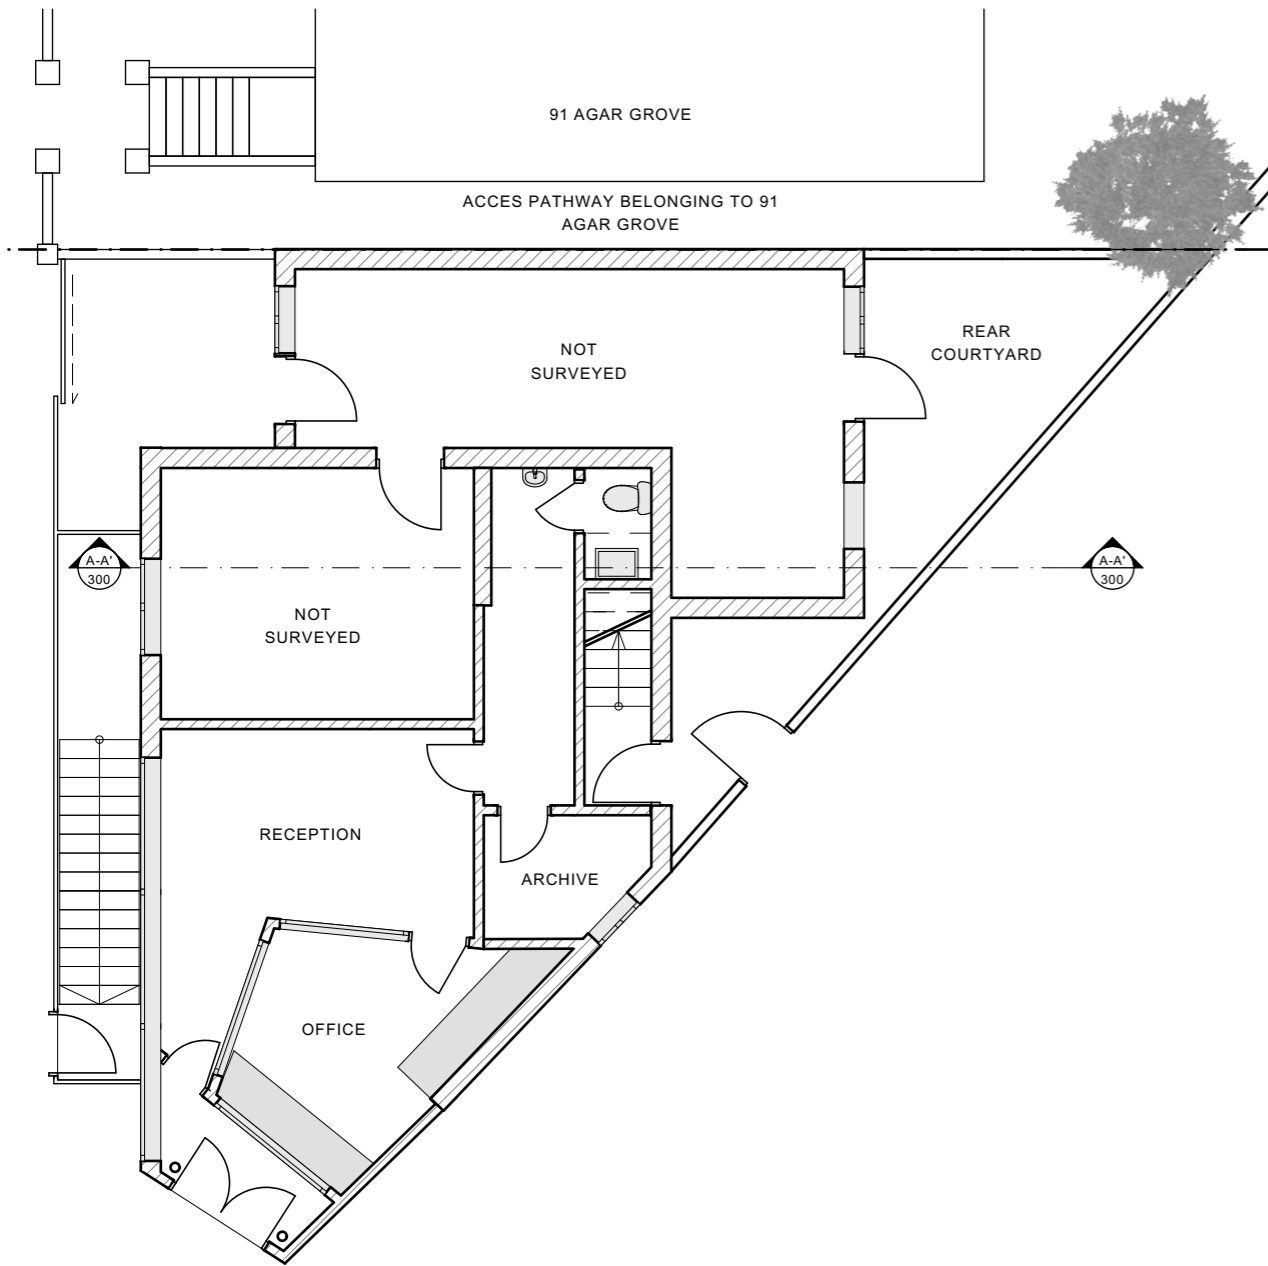 91 AGAR GROVE
ACCES PATHWAY BELONGING TO 91
AGAR GROVE
NOT
SURVEYED
REAR
COURTYARD
A-A'
300
A-A'
300
NOT
SURVEYED
RECEPTION
ARCHIVE
OFFICE